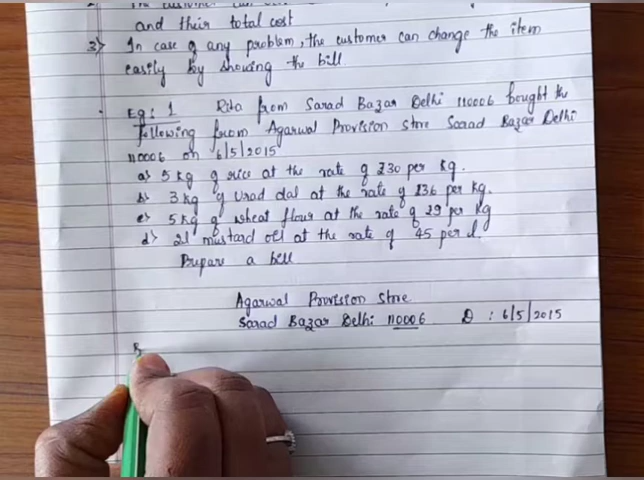 and their total cost
3) In case of any problem, the customer can change the item
easily by showing the bill
Eg: 1 Rita from Sarad Bazar Delhi 110006 bought the
following from Agarwal Provision store Sarad Bazar Delhi
110006 on 6/5/2015
a) 5 kg of rice at the rate of ₹30 per kg.
b) 3 kg of Urad dal at the rate of ₹36 per kg.
c) 5 kg of wheat flour at the rate of 29 per kg
d) 2l mustard oil at the rate of 45 per l.
Prepare a bill
Agarwal Provision store
Sarad Bazar Delhi 110006 D : 6/5/2015